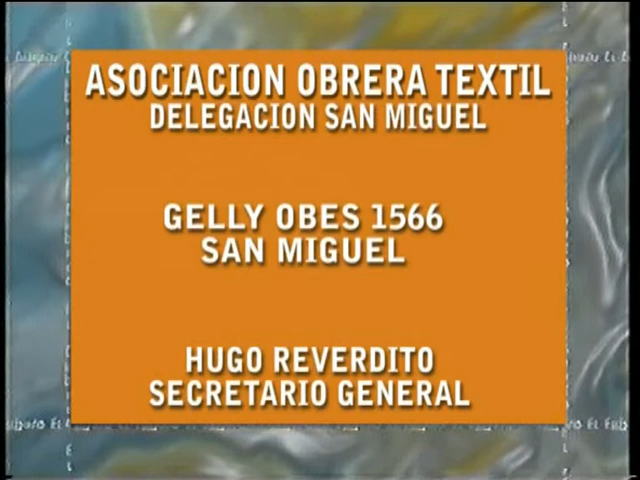 ASOCIACION OBRERA TEXTIL
DELEGACION SAN MIGUEL
GELLY OBES 1566
SAN MIGUEL
HUGO REVERDITO
SECRETARIO GENERAL